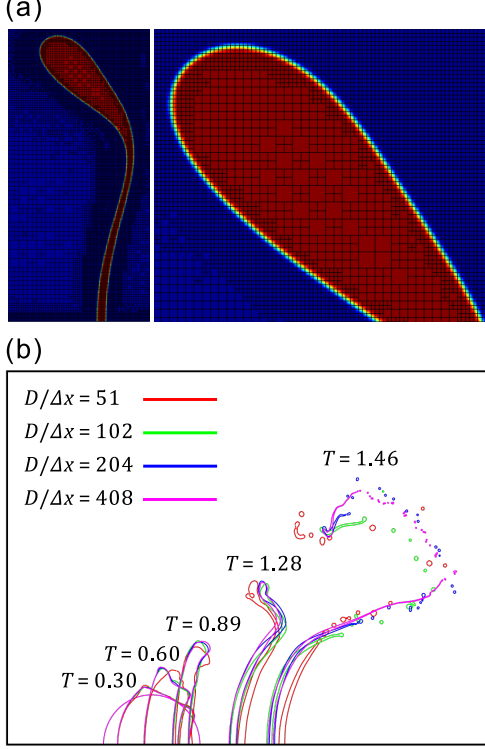 (a)
(b)
D/Δx = 51
D/Δx = 102
D/Δx = 204
D/Δx = 408
T = 1.46
T = 1.28
T = 0.89
T = 0.60
T = 0.30